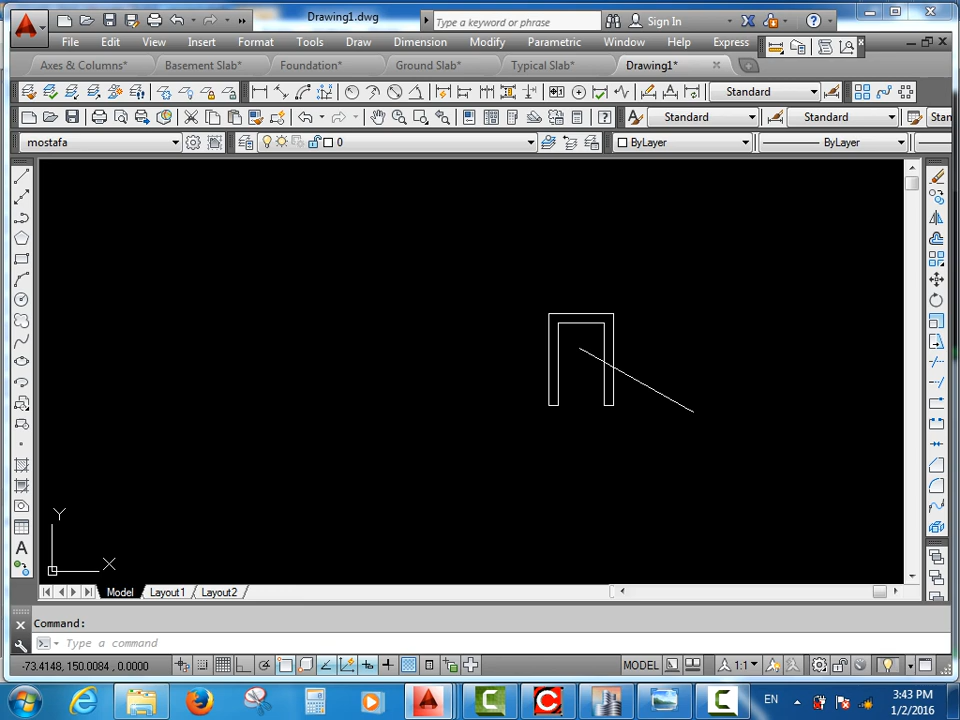 Drawing1.dwg
Type a keyword or phrase
Sign In
File Edit View Insert Format Tools Draw Dimension Modify Parametric Window Help Express
Axes & Columns* Basement Slab* Foundation* Ground Slab* Typical Slab* Drawing1*
Standard
Standard Standard Stan
mostafa 0 ByLayer ByLayer
Y
X
Model Layout1 Layout2
Command:
Type a command
-73.4148, 150.0084 , 0.0000 MODEL 1:1
EN 3:43 PM
1/2/2016